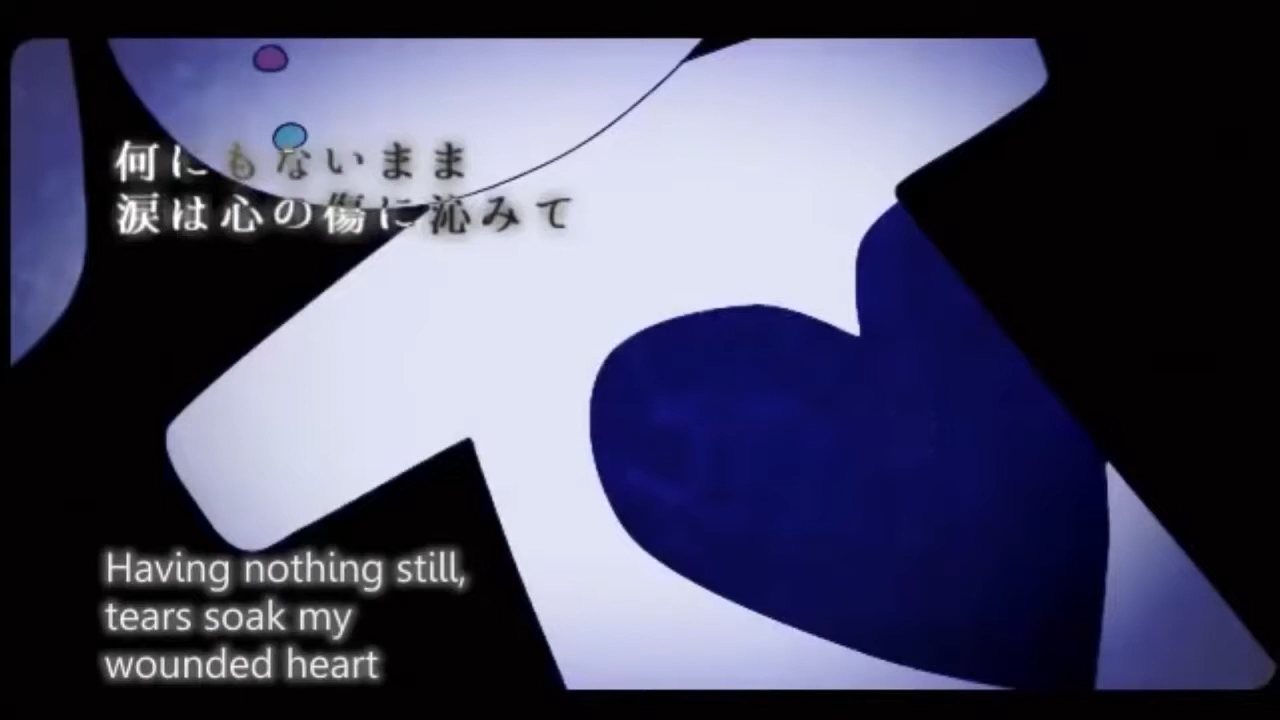 何にもないまま
涙は心の傷に沁みて
Having nothing still,
tears soak my
wounded heart